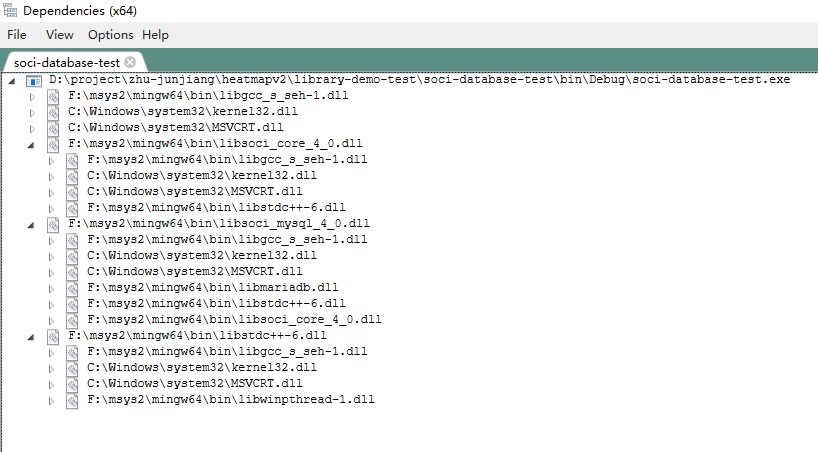 Dependencies (x64)
File View Options Help
soci-database-test
D:\project\zhu-junjiang\heatmapv2\library-demo-test\soci-database-test\bin\Debug\soci-database-test.exe
F:\msys2\mingw64\bin\libgcc_s_seh-1.dll
C:\Windows\system32\kernel32.dll
C:\Windows\system32\MSVCRT.dll
F:\msys2\mingw64\bin\libsoci_core_4_0.dll
F:\msys2\mingw64\bin\libgcc_s_seh-1.dll
C:\Windows\system32\kernel32.dll
C:\Windows\system32\MSVCRT.dll
F:\msys2\mingw64\bin\libstdc++-6.dll
F:\msys2\mingw64\bin\libsoci_mysql_4_0.dll
F:\msys2\mingw64\bin\libgcc_s_seh-1.dll
C:\Windows\system32\kernel32.dll
C:\Windows\system32\MSVCRT.dll
F:\msys2\mingw64\bin\libmariadb.dll
F:\msys2\mingw64\bin\libstdc++-6.dll
F:\msys2\mingw64\bin\libsoci_core_4_0.dll
F:\msys2\mingw64\bin\libstdc++-6.dll
F:\msys2\mingw64\bin\libgcc_s_seh-1.dll
C:\Windows\system32\kernel32.dll
C:\Windows\system32\MSVCRT.dll
F:\msys2\mingw64\bin\libwinpthread-1.dll